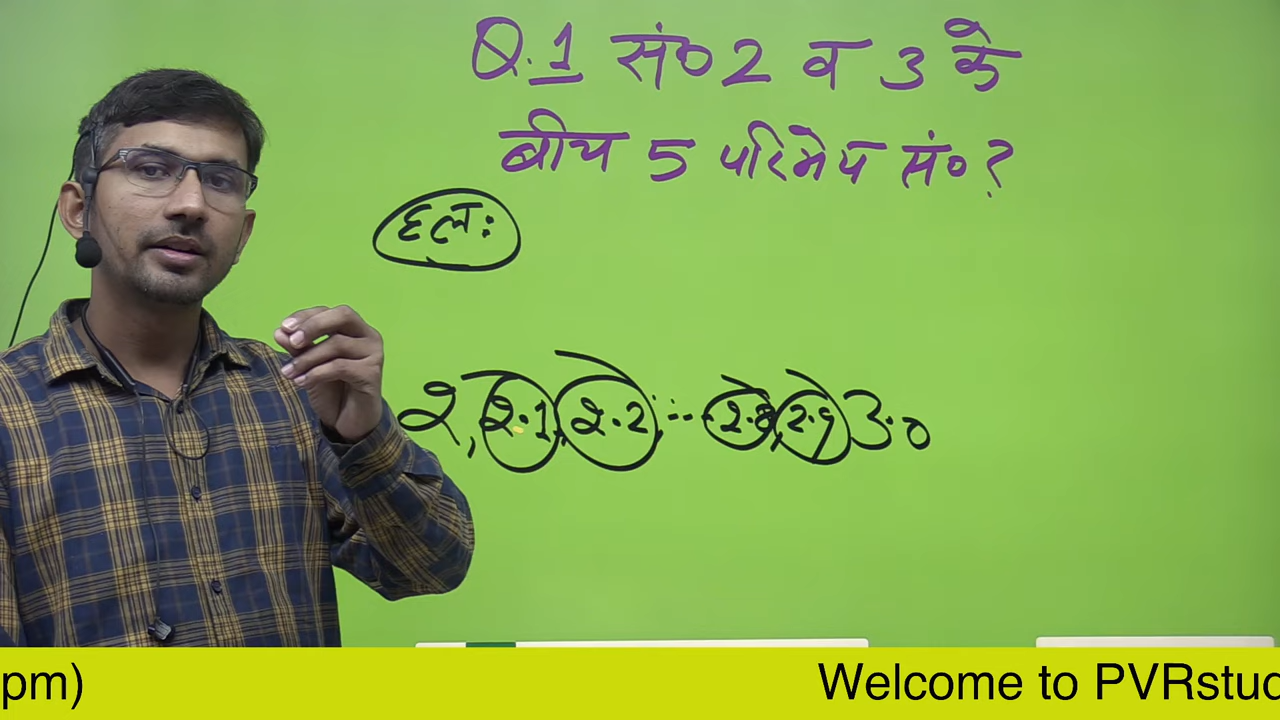 Q.1 सं० 2 व 3 के
बीच 5 परिमेय सं० ?
हल:
2, 2.1, 2.2, ..... 2.8, 2.9 3.0
pm) Welcome to PVRstud